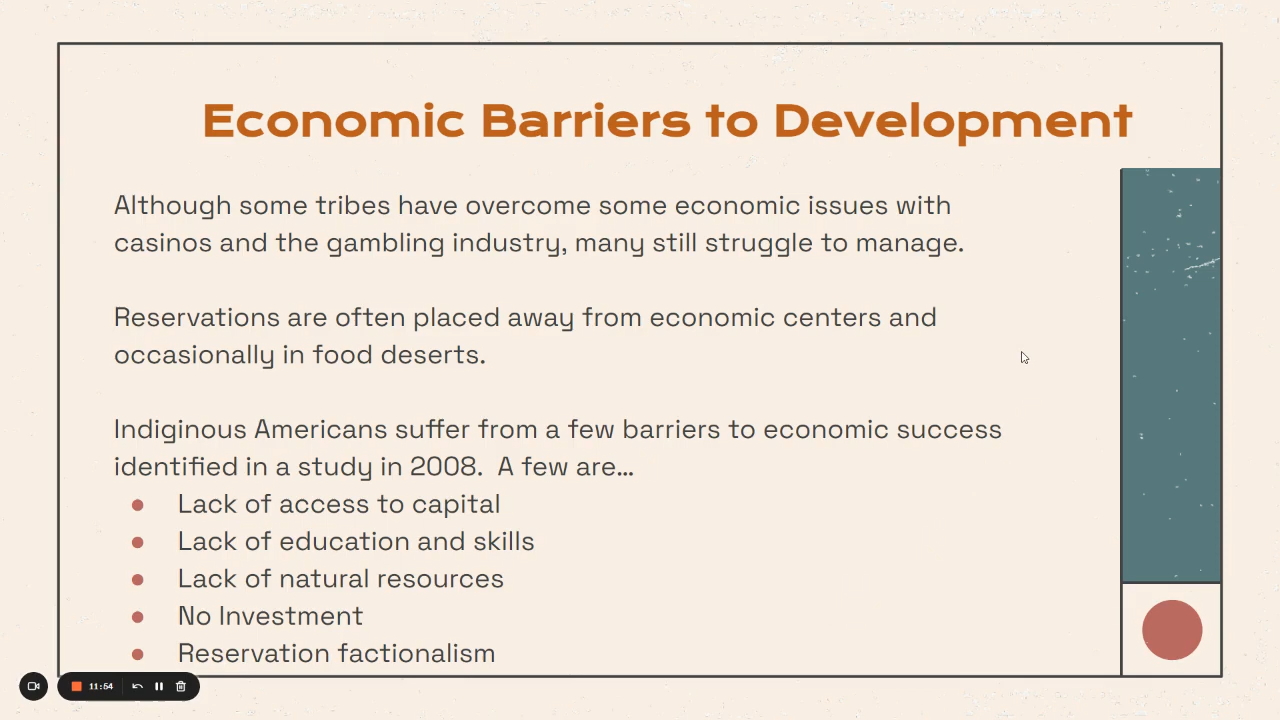 Economic Barriers to Development
Although some tribes have overcome some economic issues with
casinos and the gambling industry, many still struggle to manage.
Reservations are often placed away from economic centers and
occasionally in food deserts.
Indiginous Americans suffer from a few barriers to economic success
identified in a study in 2008.  A few are...
● Lack of access to capital
● Lack of education and skills
● Lack of natural resources
● No Investment
● Reservation factionalism
11:54